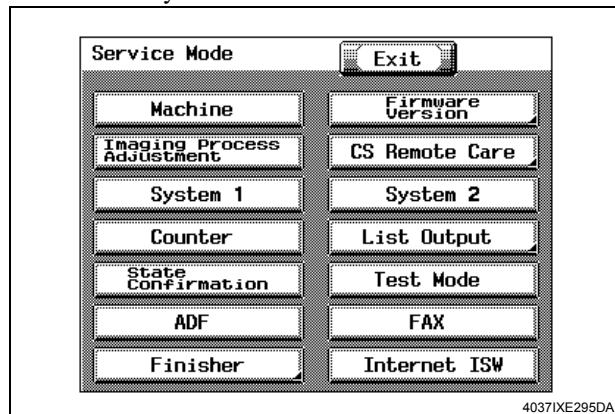 Service Mode
Exit
Machine
Firmware
Version
Imaging Process
Adjustment
CS Remote Care
System 1
System 2
Counter
List Output
State
Confirmation
Test Mode
ADF
FAX
Finisher
Internet ISW
4037IXE295DA